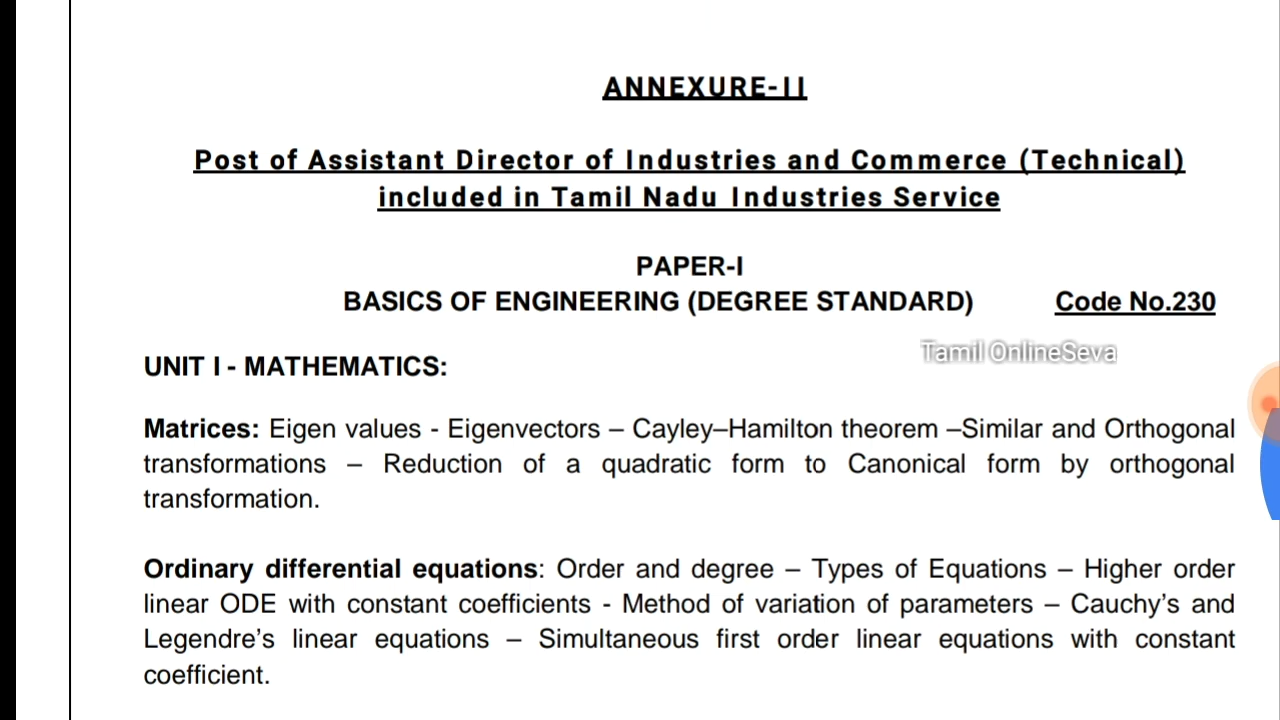 ANNEXURE-II
Post of Assistant Director of Industries and Commerce (Technical)
included in Tamil Nadu Industries Service
PAPER-I
BASICS OF ENGINEERING (DEGREE STANDARD) Code No.230
Tamil OnlineSeva
UNIT I - MATHEMATICS:
Matrices: Eigen values - Eigenvectors – Cayley–Hamilton theorem –Similar and Orthogonal
transformations – Reduction of a quadratic form to Canonical form by orthogonal
transformation.
Ordinary differential equations: Order and degree – Types of Equations – Higher order
linear ODE with constant coefficients - Method of variation of parameters – Cauchy’s and
Legendre’s linear equations – Simultaneous first order linear equations with constant
coefficient.